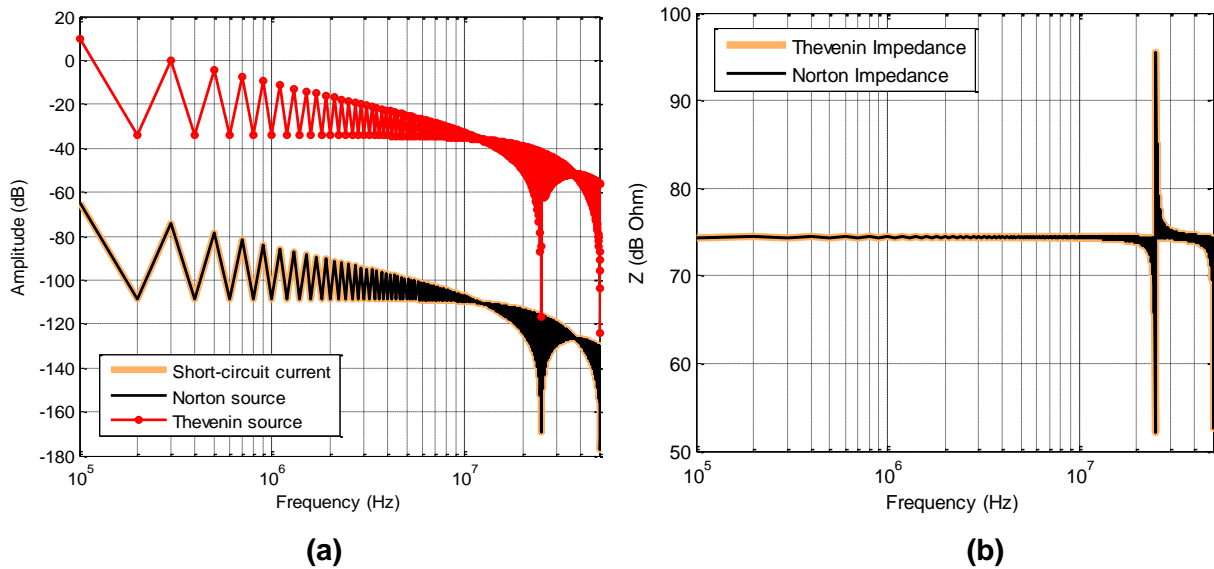 20
0
-20
-40
-60
-80
-100
-120
-140
-160
-180
Amplitude (dB)
Short-circuit current
Norton source
Thevenin source
10^5
10^6
10^7
Frequency (Hz)
(a)
100
90
80
70
60
50
Z (dB Ohm)
Thevenin Impedance
Norton Impedance
10^5
10^6
10^7
Frequency (Hz)
(b)